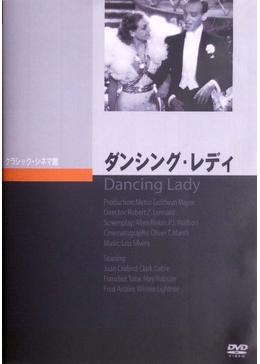 クラシック・シネマ館
ダンシング・レディ
Dancing Lady
Production: Metro Goldwyn Mayer
Director: Robert Z. Leonard
Screenplay: Allen Rivkin, P.J. Wolfson
Cinematography: Oliver T. Marsh
Music: Lou Silvers
Starring:
Joan Crawford, Clark Gable
Franchot Tone, May Robson
Fred Astaire, Winnie Lightner
DVD
VIDEO